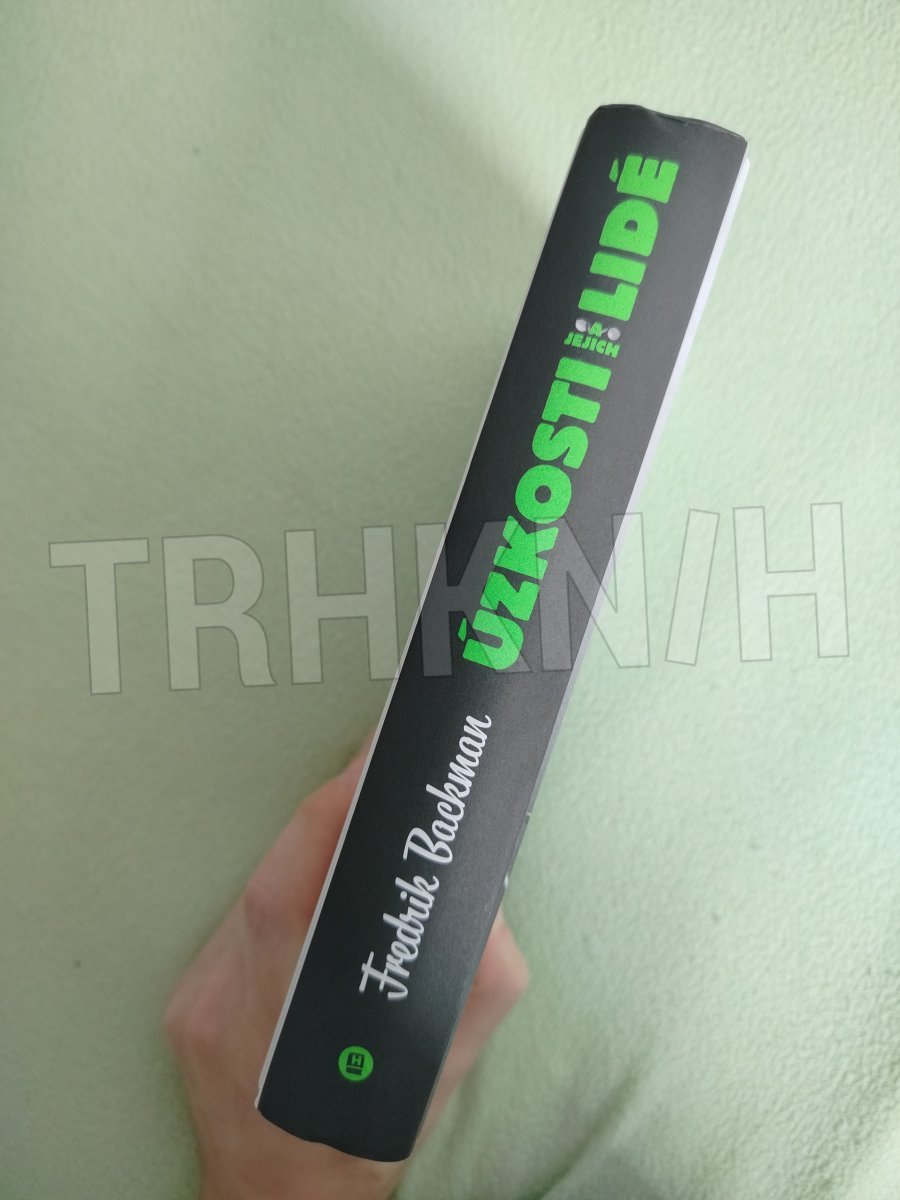 Fredrik Backman
ÚZKOSTI
A
JEJICH
LIDÉ
H
TRHKNIH